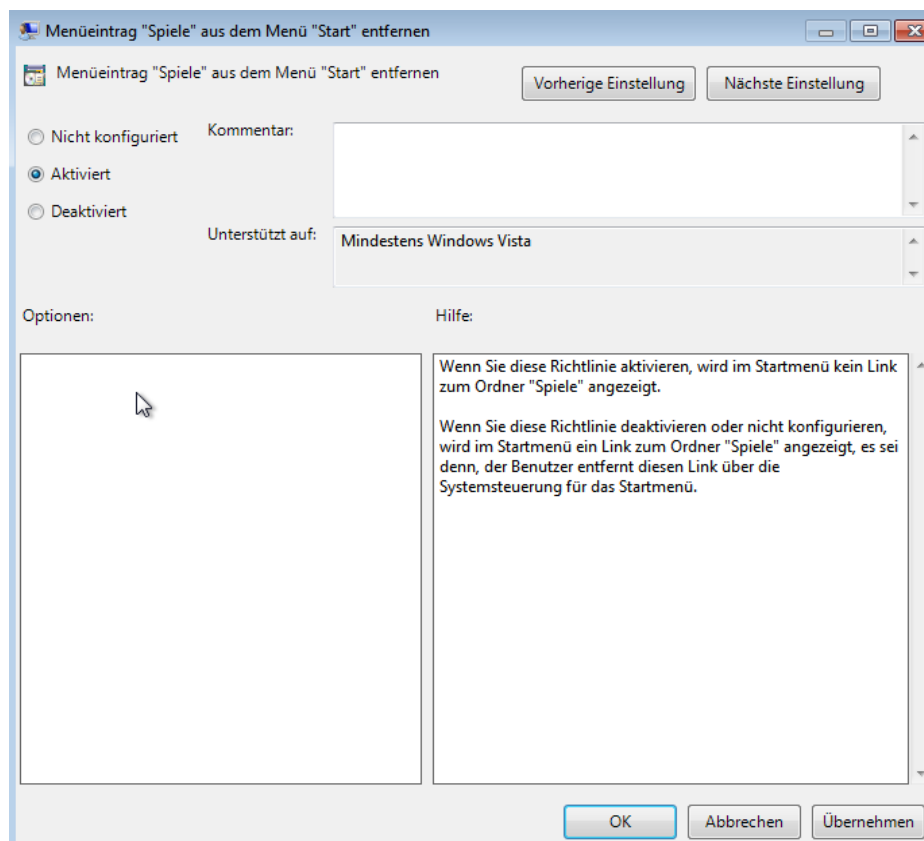 Menüeintrag "Spiele" aus dem Menü "Start" entfernen
Menüeintrag "Spiele" aus dem Menü "Start" entfernen
Vorherige Einstellung
Nächste Einstellung
Nicht konfiguriert
Kommentar:
Aktiviert
Deaktiviert
Unterstützt auf:
Mindestens Windows Vista
Optionen:
Hilfe:
Wenn Sie diese Richtlinie aktivieren, wird im Startmenü kein Link
zum Ordner "Spiele" angezeigt.
Wenn Sie diese Richtlinie deaktivieren oder nicht konfigurieren,
wird im Startmenü ein Link zum Ordner "Spiele" angezeigt, es sei
denn, der Benutzer entfernt diesen Link über die
Systemsteuerung für das Startmenü.
OK
Abbrechen
Übernehmen